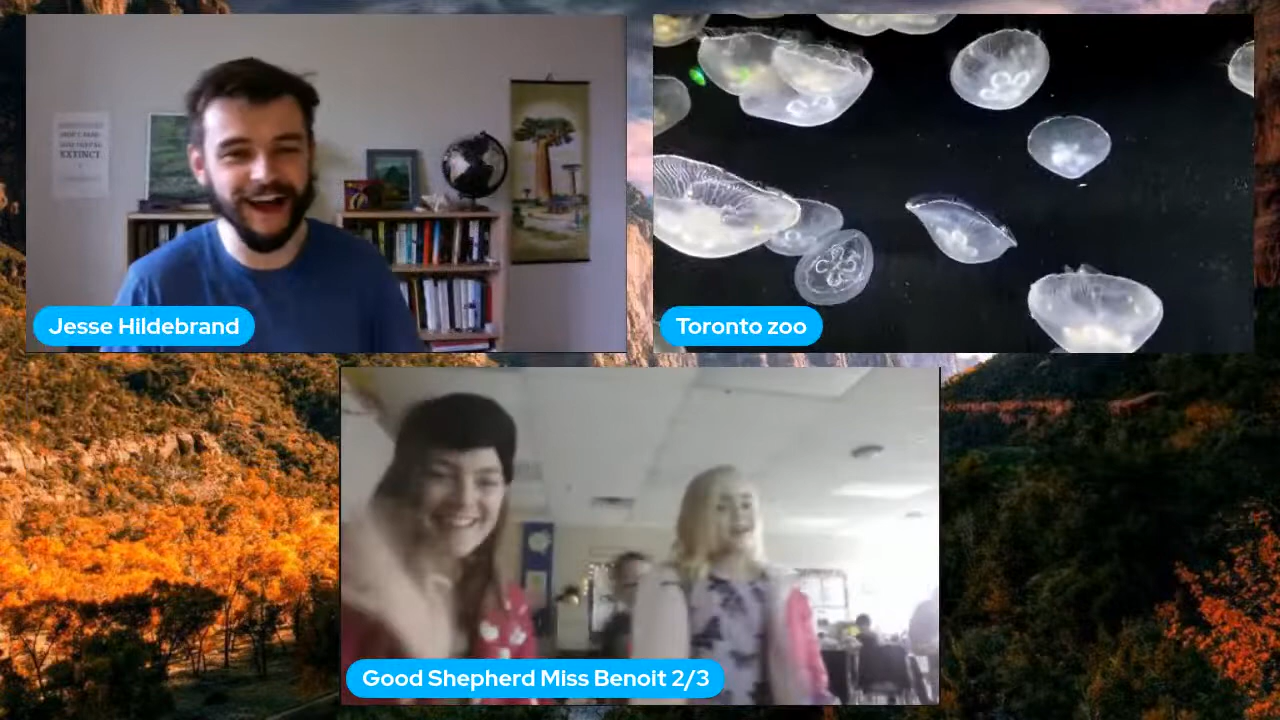 EXTINCT
Jesse Hildebrand
Toronto zoo
Good Shepherd Miss Benoit 2/3